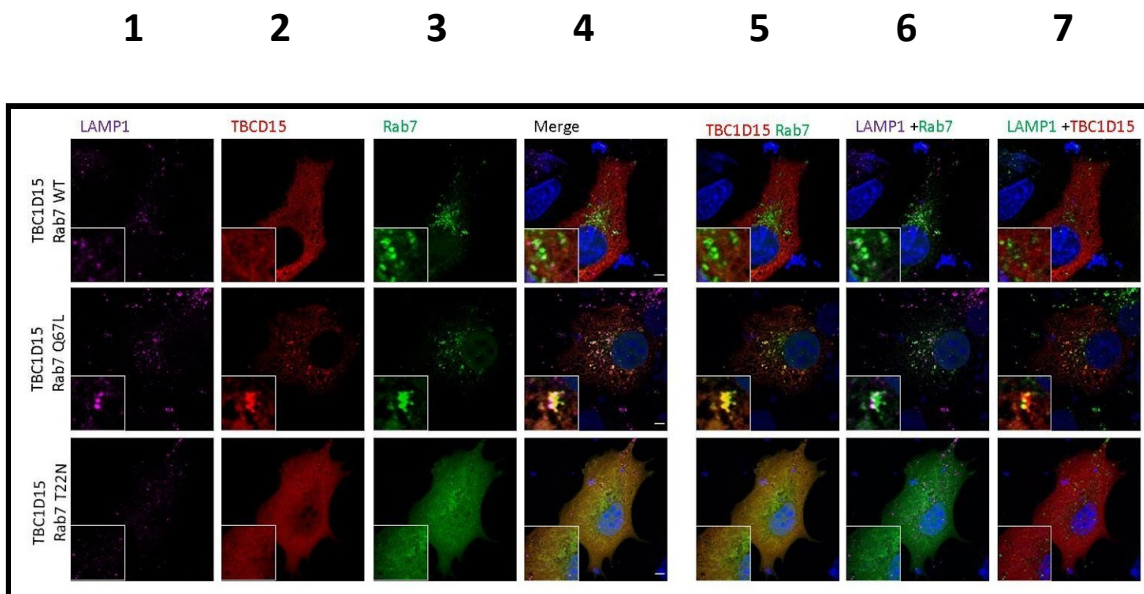 1 2 3 4 5 6 7
LAMP1 TBCD15 Rab7 Merge TBC1D15 Rab7 LAMP1 +Rab7 LAMP1 +TBC1D15
TBC1D15
Rab7 WT
TBC1D15
Rab7 Q67L
TBC1D15
Rab7 T22N